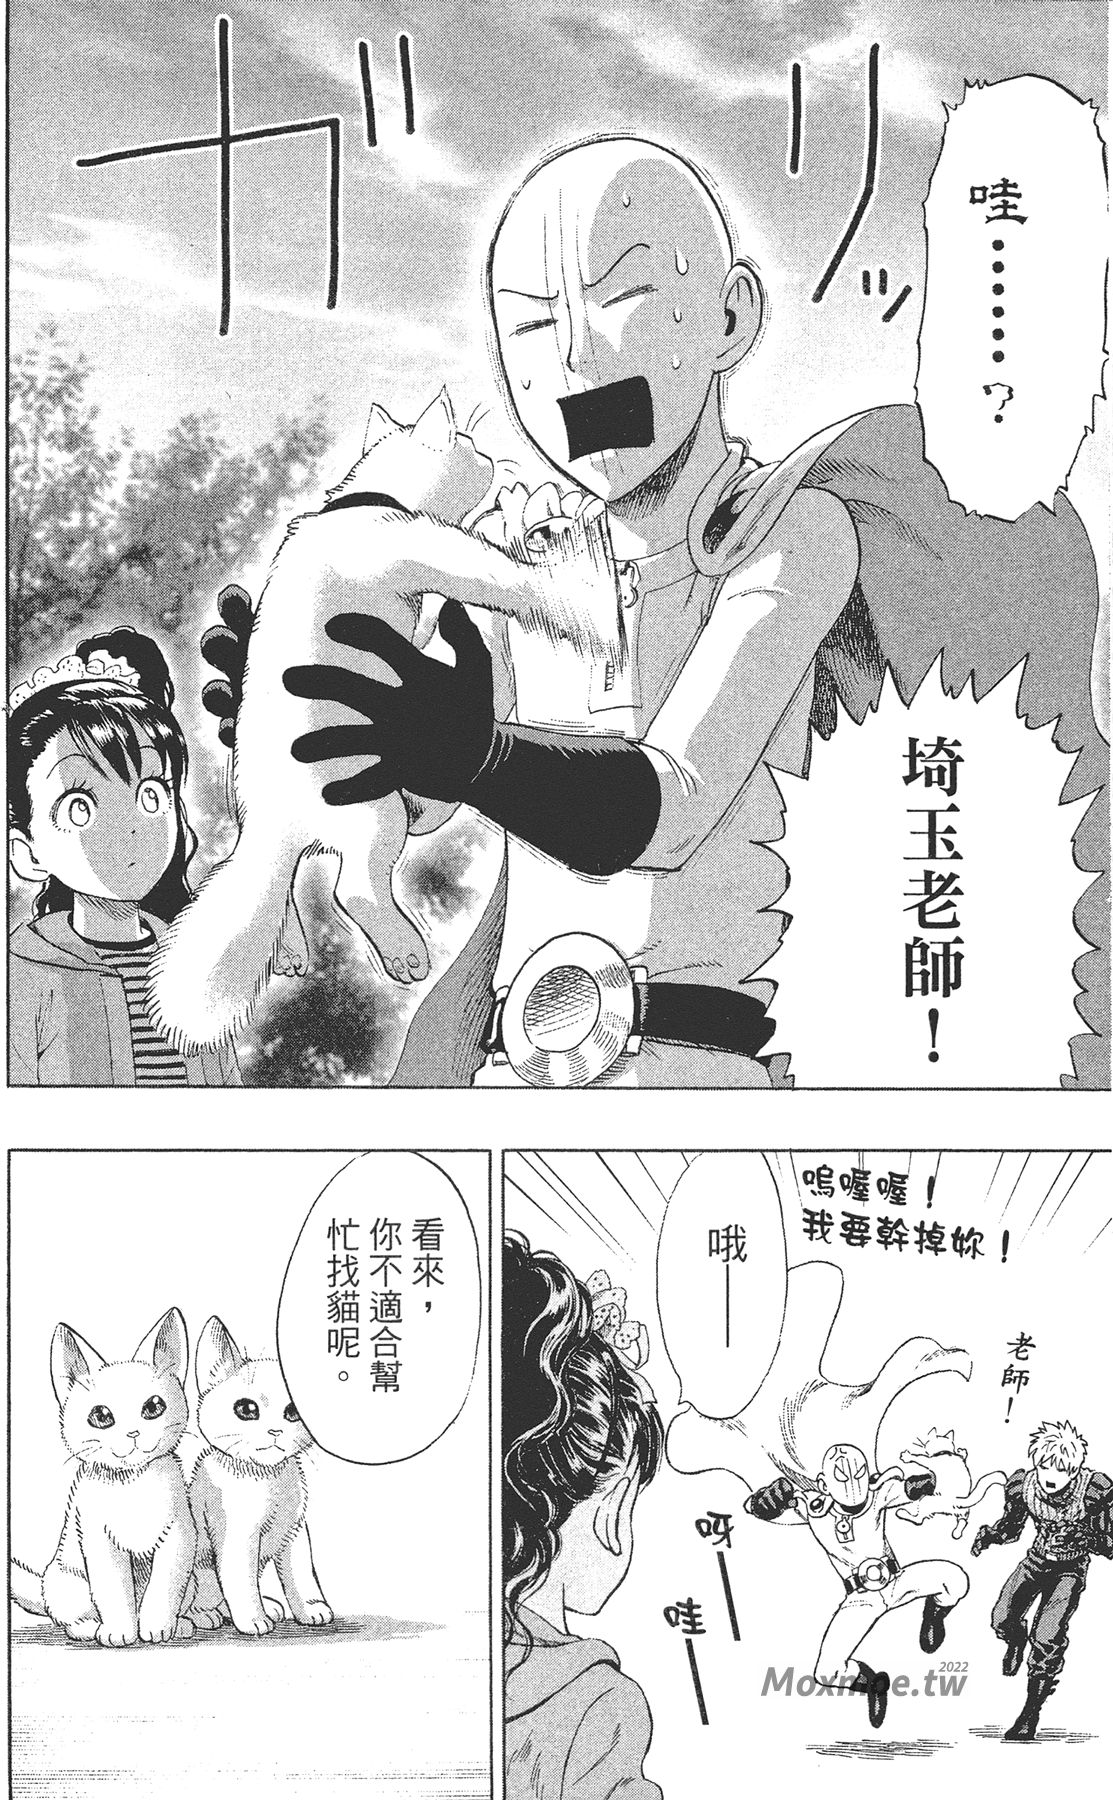 哇……？
ガリッ
埼玉老師！
嗚喔喔！
我要幹掉妳！
老師！
哦——
呀——
哇——
看來，
你不適合幫
忙找貓呢。
2022
Moxmoe.tw